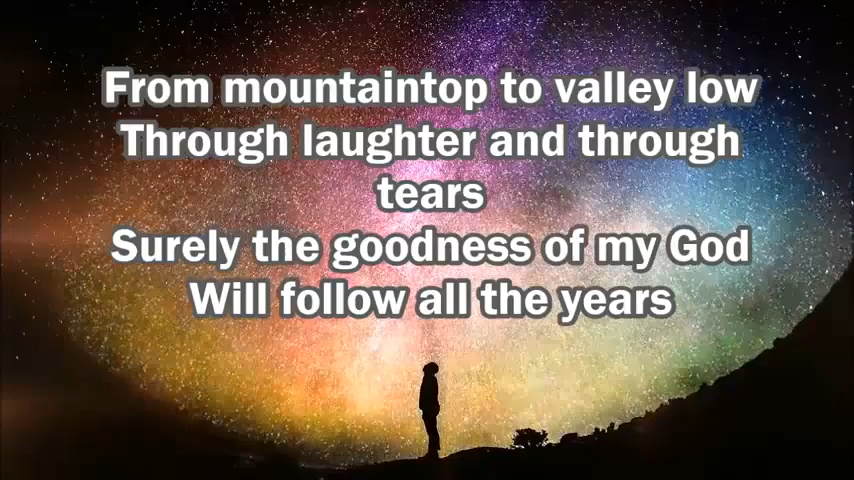 From mountaintop to valley low
Through laughter and through
tears
Surely the goodness of my God
Will follow all the years